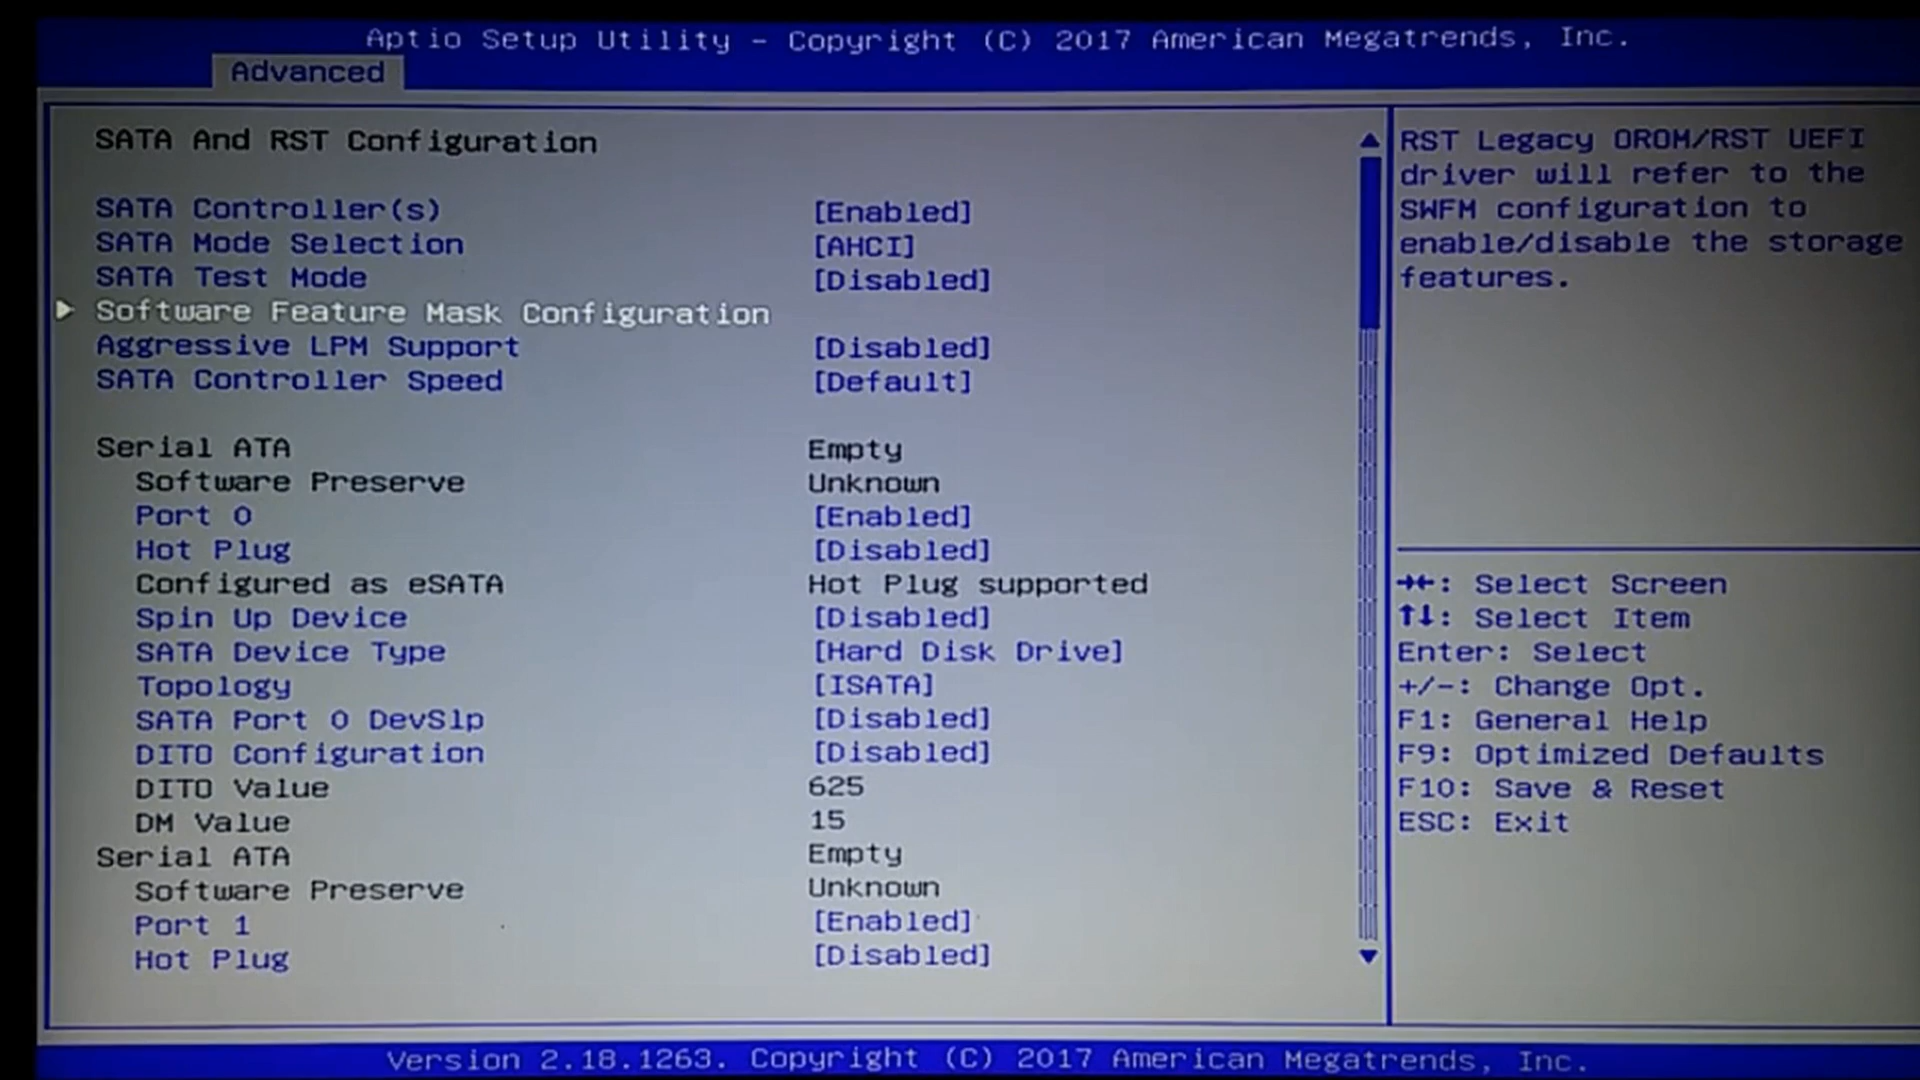 Aptio Setup Utility - Copyright (C) 2017 American Megatrends, Inc.
Advanced
SATA And RST Configuration
SATA Controller(s) [Enabled]
SATA Mode Selection [AHCI]
SATA Test Mode [Disabled]
Software Feature Mask Configuration
Aggressive LPM Support [Disabled]
SATA Controller Speed [Default]
Serial ATA Empty
Software Preserve Unknown
Port 0 [Enabled]
Hot Plug [Disabled]
Configured as eSATA Hot Plug supported
Spin Up Device [Disabled]
SATA Device Type [Hard Disk Drive]
Topology [ISATA]
SATA Port 0 DevSlp [Disabled]
DITO Configuration [Disabled]
DITO Value 625
DM Value 15
Serial ATA Empty
Software Preserve Unknown
Port 1 [Enabled]
Hot Plug [Disabled]
RST Legacy OROM/RST UEFI
driver will refer to the
SWFM configuration to
enable/disable the storage
features.
→←: Select Screen
↑↓: Select Item
Enter: Select
+/-: Change Opt.
F1: General Help
F9: Optimized Defaults
F10: Save & Reset
ESC: Exit
Version 2.18.1263. Copyright (C) 2017 American Megatrends, Inc.